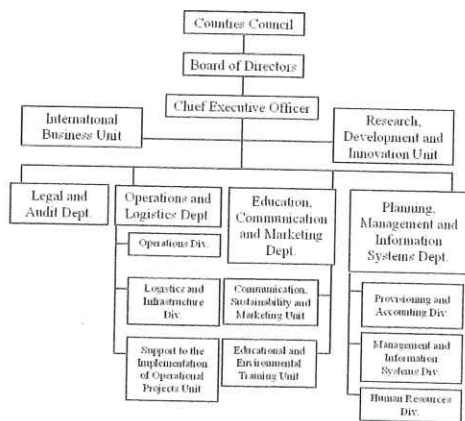 Counties Council
Board of Directors
Chief Executive Officer
International
Business Unit
Research,
Development and
Innovation Unit
Legal and
Audit Dept.
Operations and
Logistics Dept
Operations Div.
Logistics and
Infrastructure
Div.
Support to the
Implementation
of Operational
Projects Unit
Education,
Communication
and Marketing
Dept.
Communication,
Sustainability and
Marketing Unit
Educational and
Environmental
Training Unit
Planning,
Management and
Information
Systems Dept.
Provisioning and
Accounting Div.
Management and
Information
Systems Div.
Human Resources
Div.